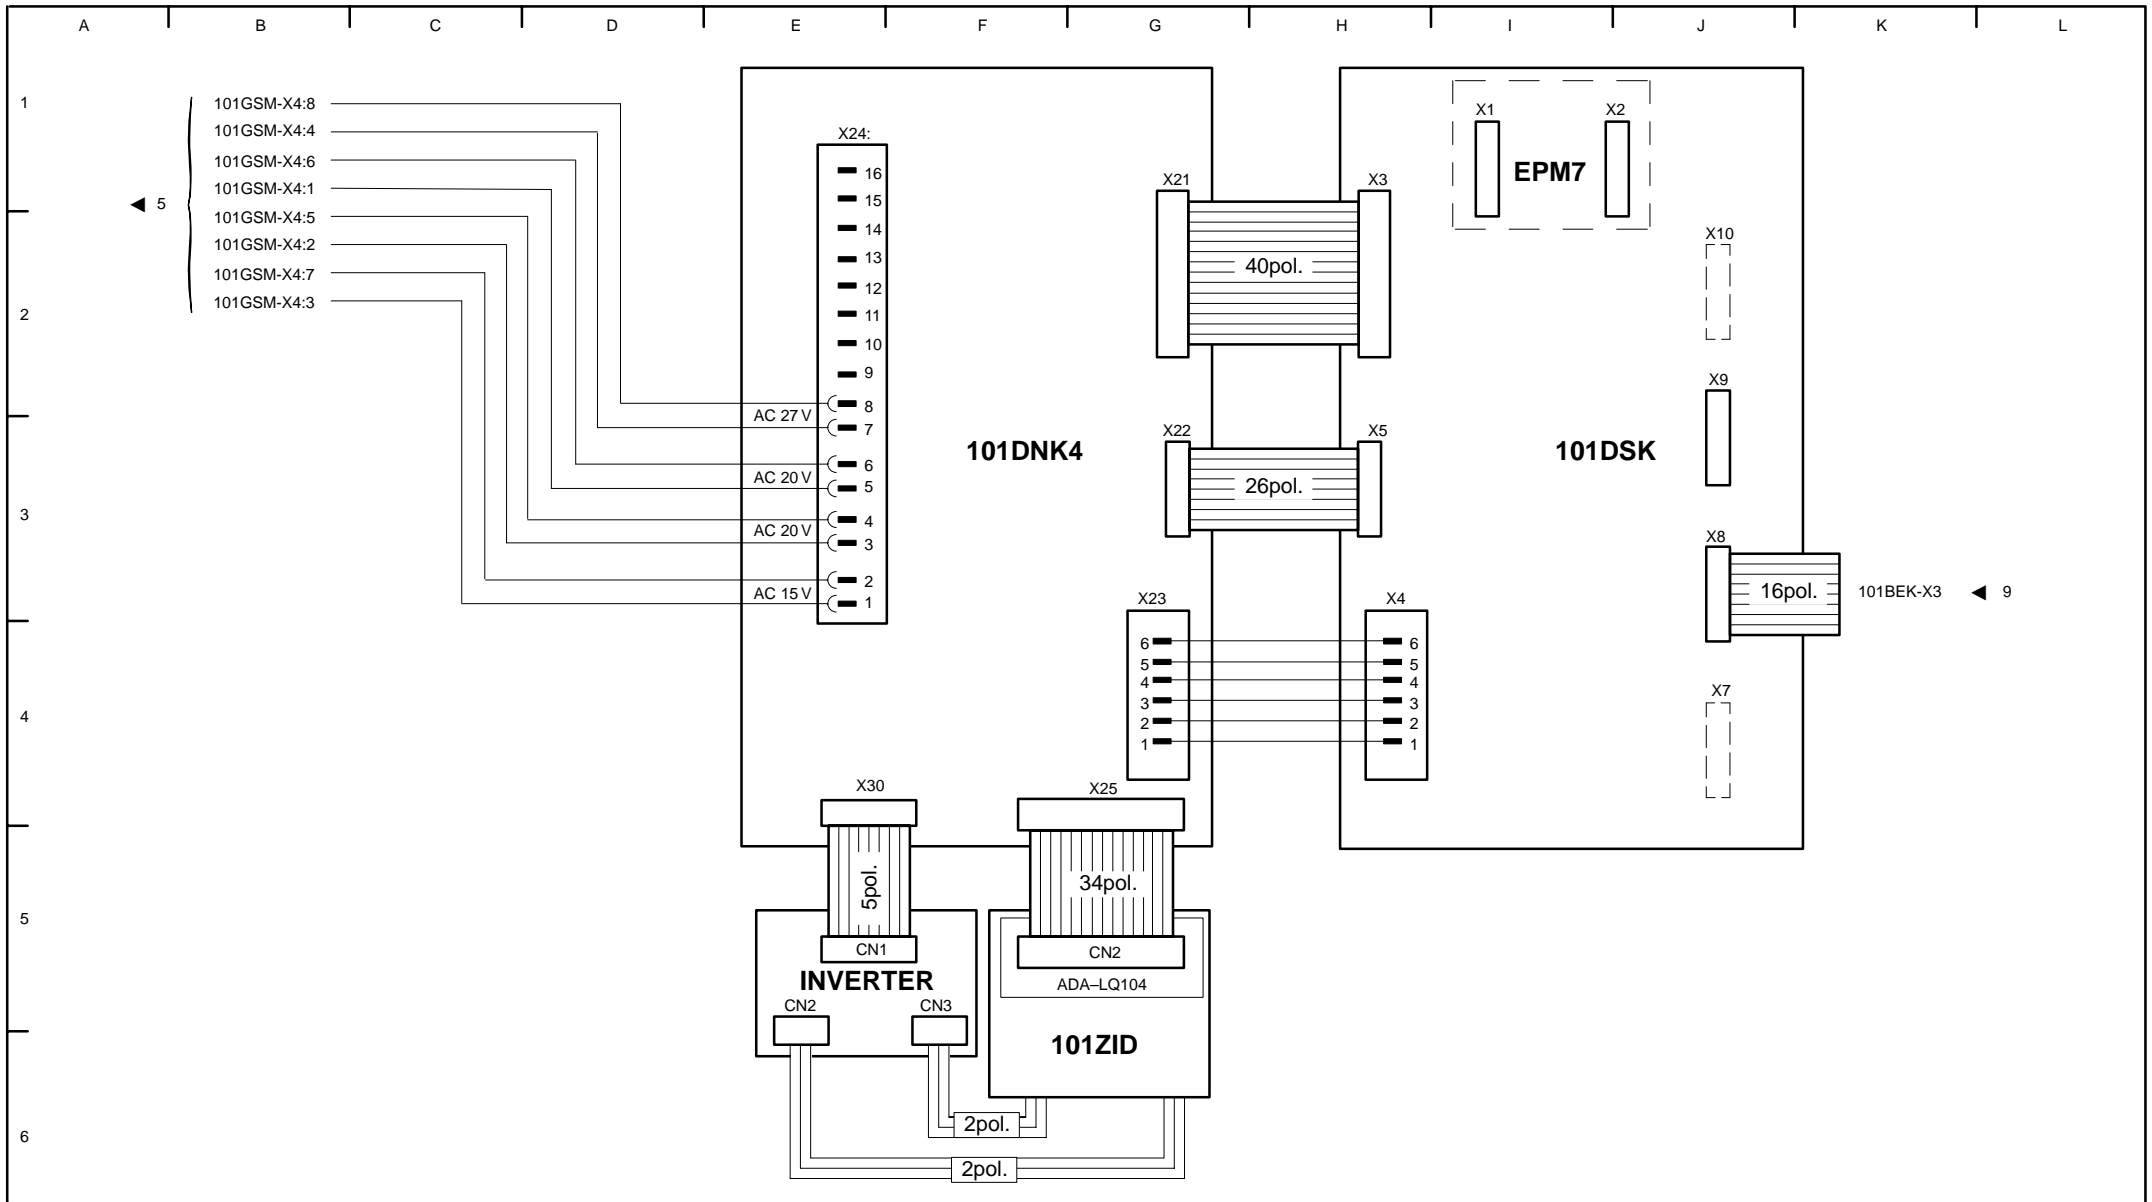 A B C D E F G H I J K L
1
2
3
4
5
6
101GSM-X4:8
101GSM-X4:4
101GSM-X4:6
101GSM-X4:1
101GSM-X4:5
101GSM-X4:2
101GSM-X4:7
101GSM-X4:3
◄ 5
X24:
16
15
14
13
12
11
10
9
8
7
6
5
4
3
2
1
AC 27 V
AC 20 V
AC 20 V
AC 15 V
101DNK4
X21
X3
40pol.
X22
X5
26pol.
X23
6
5
4
3
2
1
X4
6
5
4
3
2
1
X1
X2
EPM7
101DSK
X10
X9
X8
16pol.
101BEK-X3 ◄ 9
X7
X30
5pol.
CN1
INVERTER
CN2
CN3
X25
34pol.
CN2
ADA–LQ104
101ZID
2pol.
2pol.